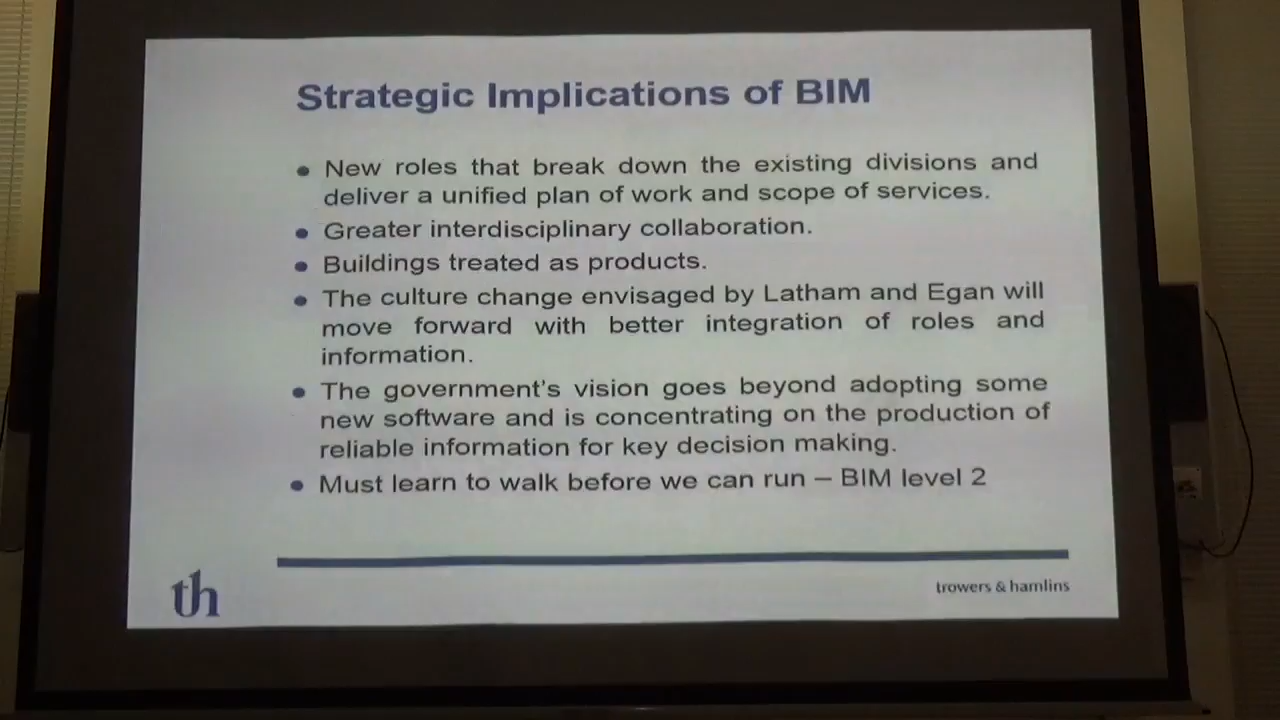 Strategic Implications of BIM
• New roles that break down the existing divisions and
deliver a unified plan of work and scope of services.
• Greater interdisciplinary collaboration.
• Buildings treated as products.
• The culture change envisaged by Latham and Egan will
move forward with better integration of roles and
information.
• The government's vision goes beyond adopting some
new software and is concentrating on the production of
reliable information for key decision making.
• Must learn to walk before we can run – BIM level 2
th
trowers & hamlins